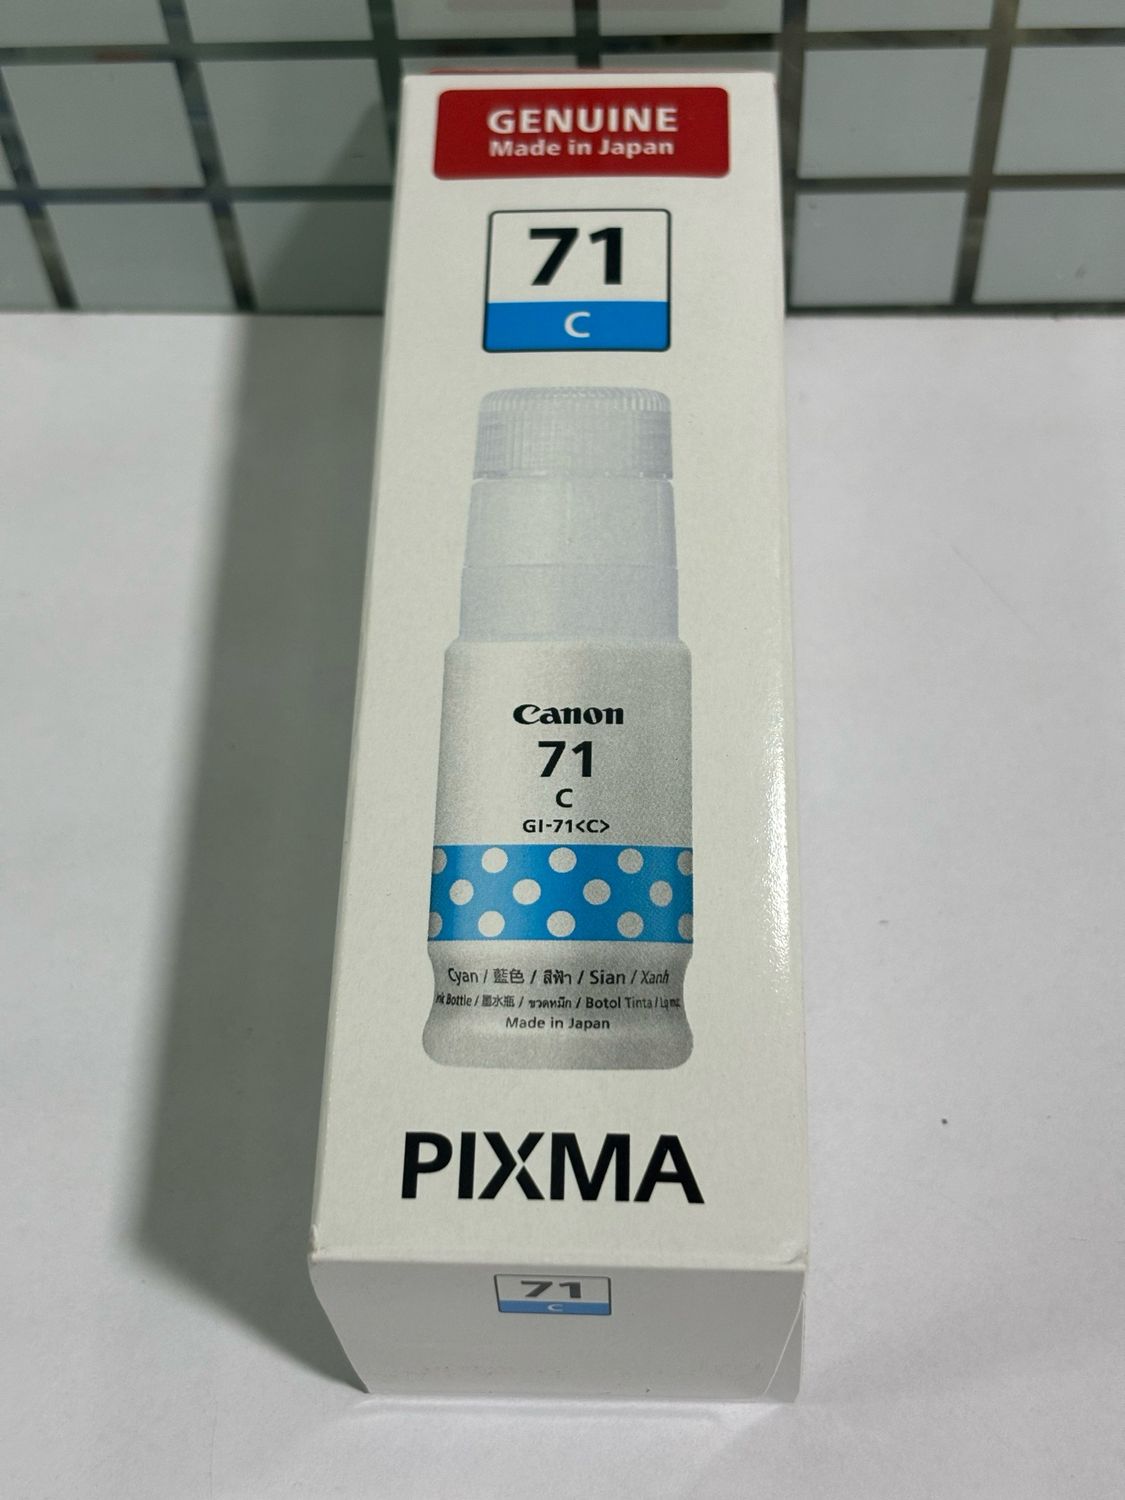 GENUINE
Made in Japan
71
C
Canon
71
C
GI-71<C>
Cyan / 藍色 / สีฟ้า / Sian / Xanh
Bottle / 墨水瓶 / ขวดหมึก / Botol Tinta /
Made in Japan
PIXMA
71
C